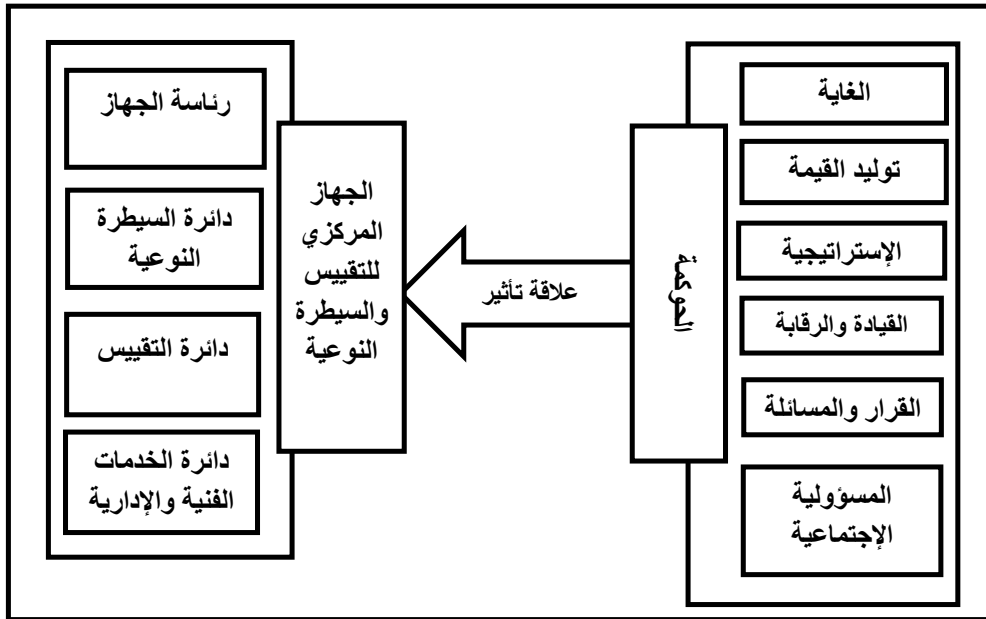 الغاية
توليد القيمة
الإستراتيجية
القيادة والرقابة
القرار والمسائلة
المسؤولية
الإجتماعية
الحوكمة
علاقة تأثير
الجهاز
المركزي
للتقييس
والسيطرة
النوعية
رئاسة الجهاز
دائرة السيطرة
النوعية
دائرة التقييس
دائرة الخدمات
الفنية والإدارية